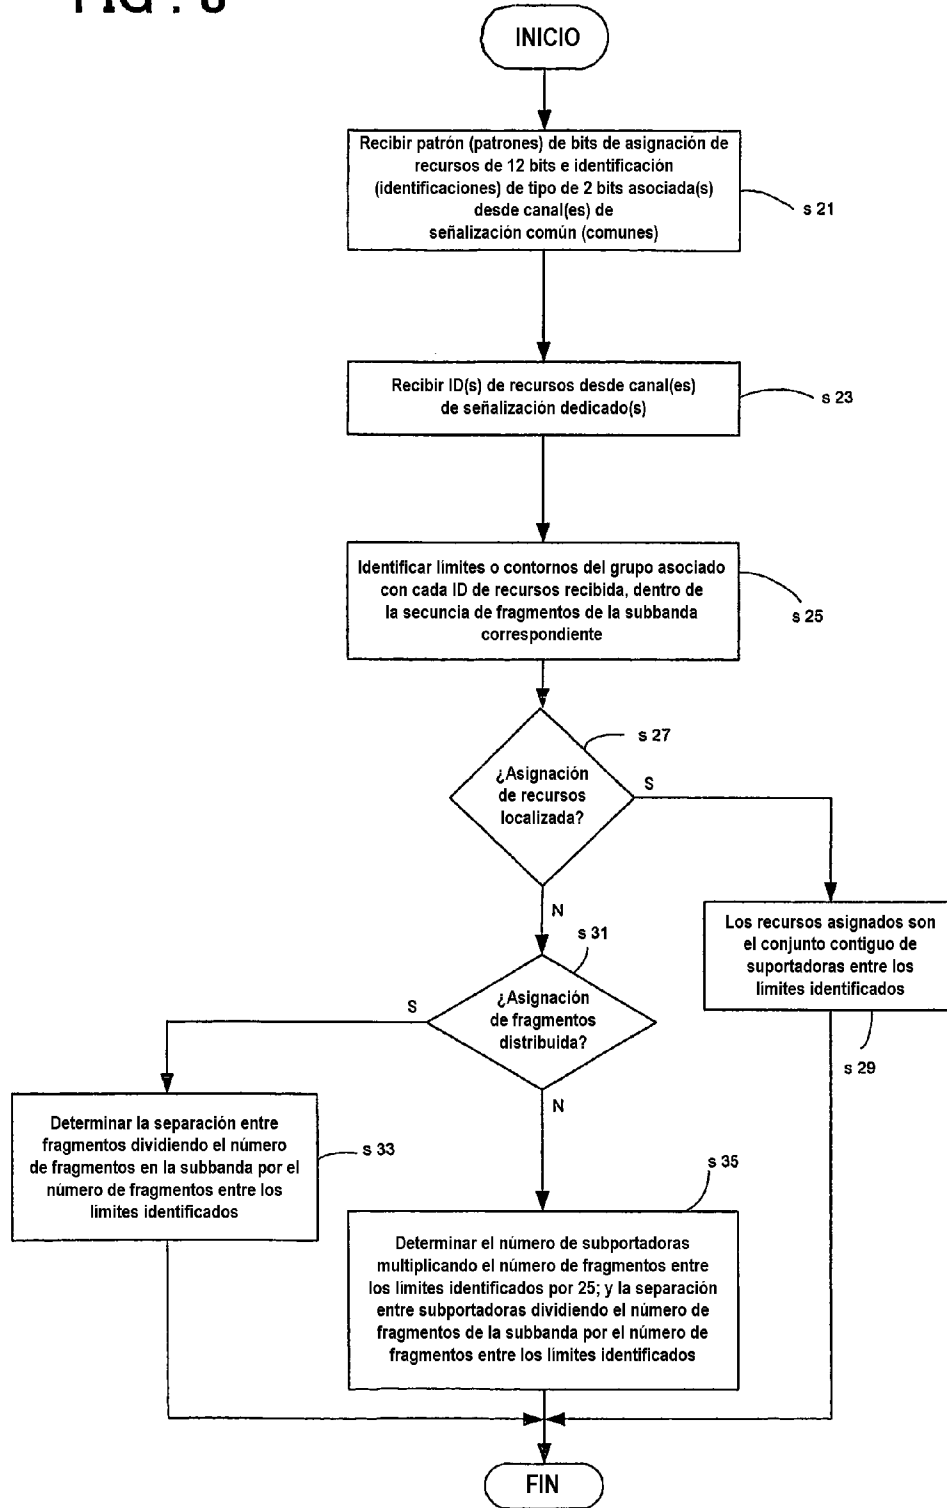 INICIO
Recibir patrón (patrones) de bits de asignación de
recursos de 12 bits e identificación
(identificaciones) de tipo de 2 bits asociada(s)
desde canal(es) de
señalización común (comunes)
s 21
Recibir ID(s) de recursos desde canal(es)
de señalización dedicado(s)
s 23
Identificar límites o contornos del grupo asociado
con cada ID de recursos recibida, dentro de
la secuncia de fragmentos de la subbanda
correspondiente
s 25
s 27
¿Asignación
de recursos
localizada?
S
N
Los recursos asignados son
el conjunto contiguo de
suportadoras entre los
límites identificados
s 29
s 31
¿Asignación
de fragmentos
distribuida?
S
N
Determinar la separación entre
fragmentos dividiendo el número
de fragmentos en la subbanda por el
número de fragmentos entre los
límites identificados
s 33
s 35
Determinar el número de subportadoras
multiplicando el número de fragmentos entre
los límites identificados por 25; y la separación
entre subportadoras dividiendo el número de
fragmentos de la subbanda por el número de
fragmentos entre los límites identificados
FIN